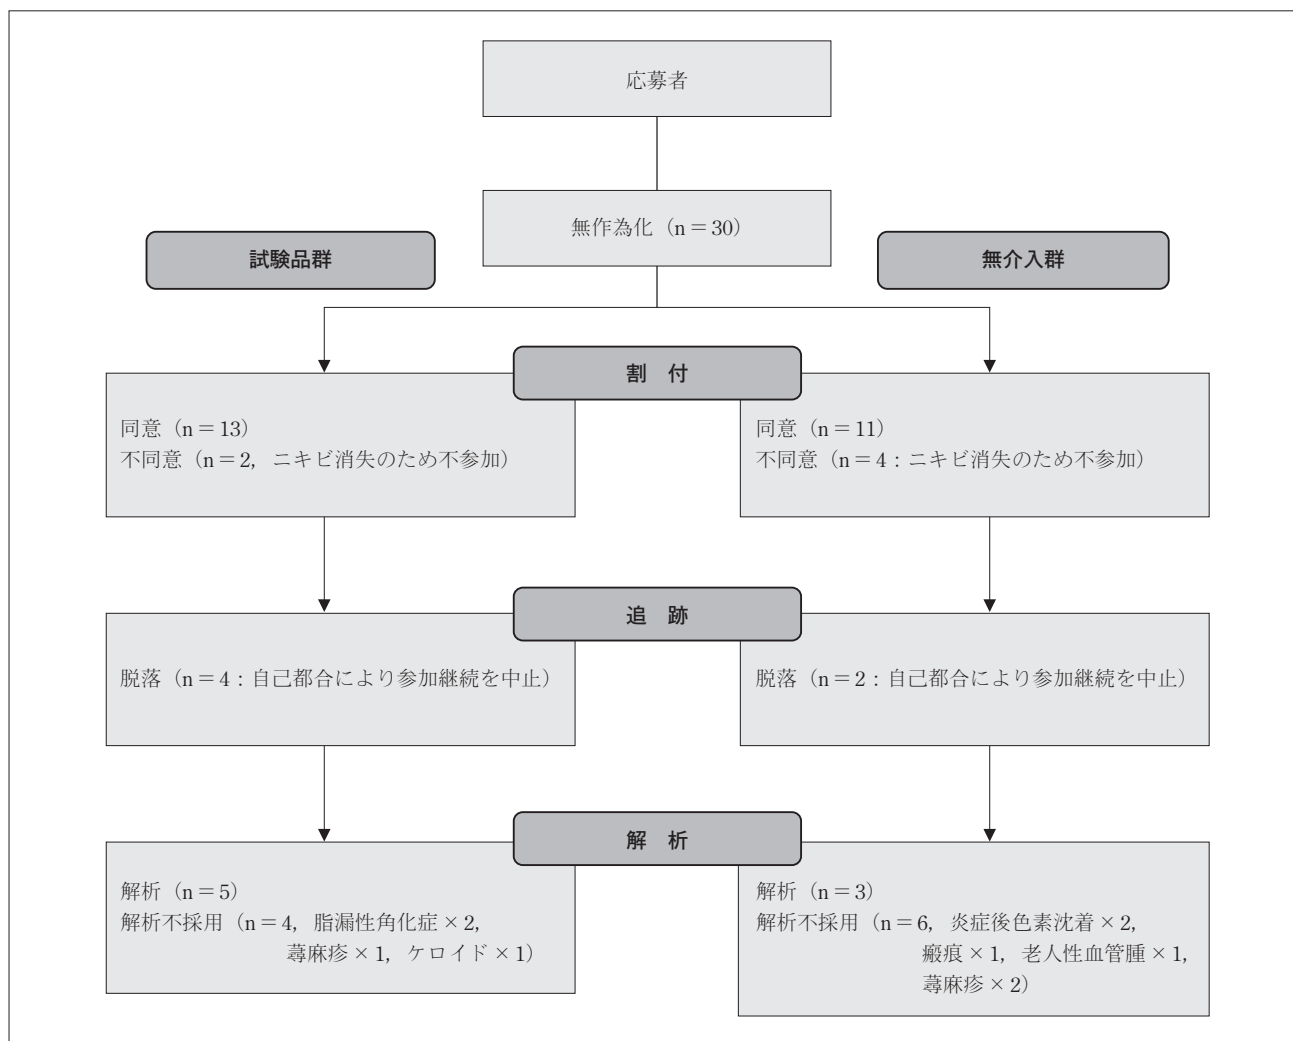 応募者
無作為化（n = 30）
試験品群
無介入群
割　付
同意（n = 13）
不同意（n = 2，ニキビ消失のため不参加）
同意（n = 11）
不同意（n = 4：ニキビ消失のため不参加）
追　跡
脱落（n = 4：自己都合により参加継続を中止）
脱落（n = 2：自己都合により参加継続を中止）
解　析
解析（n = 5）
解析不採用（n = 4，脂漏性角化症 × 2，
蕁麻疹 × 1，ケロイド × 1）
解析（n = 3）
解析不採用（n = 6，炎症後色素沈着 × 2，
瘢痕 × 1，老人性血管腫 × 1，
蕁麻疹 × 2）